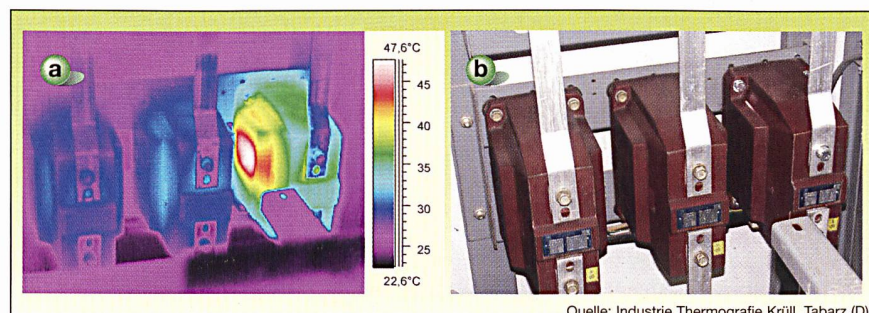 a
47,6°C
45
40
35
30
25
22,6°C
b
Quelle: Industrie Thermografie Krüll, Tabarz (D)